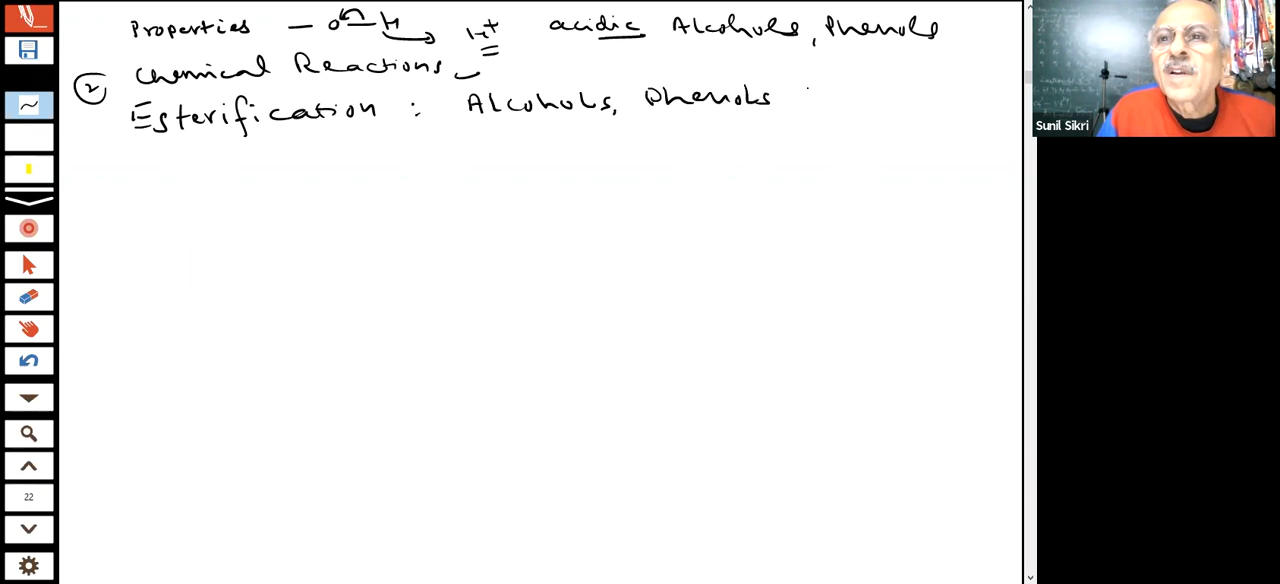 Properties – O–H H+ acidic Alcohols, Phenols
② Chemical Reactions
Esterification : Alcohols, Phenols
Sunil Sikri
22